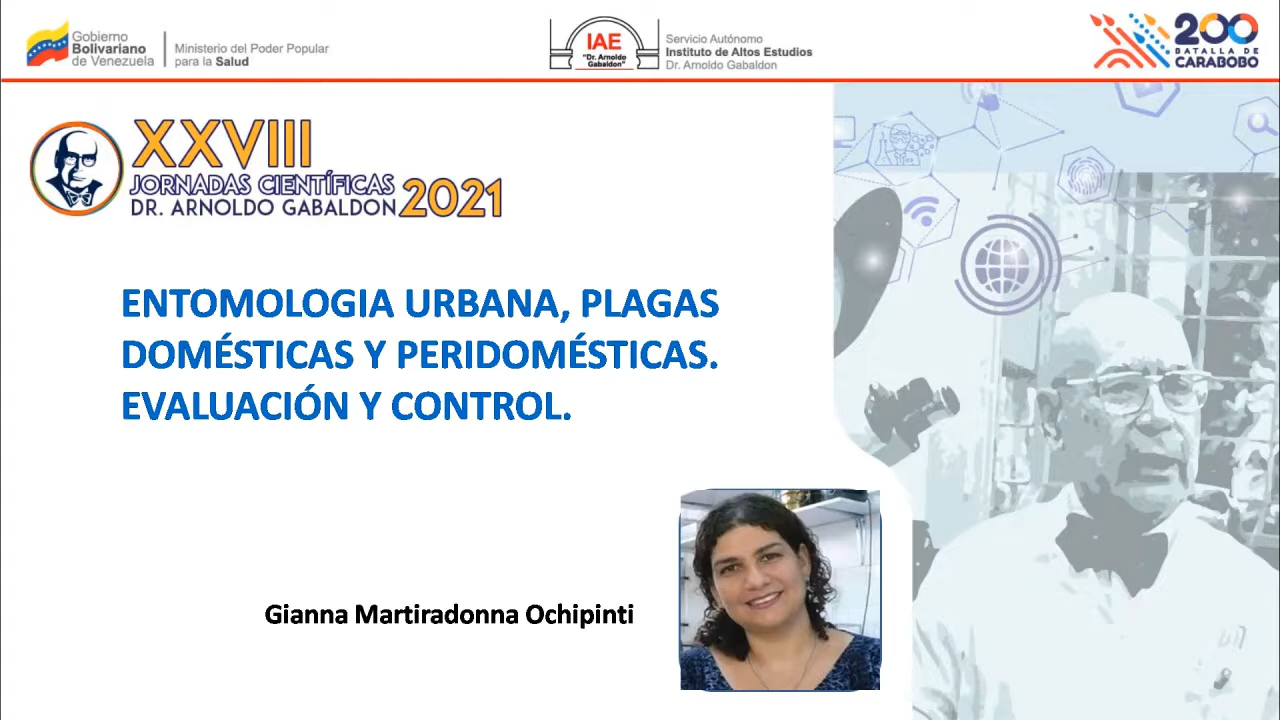 Gobierno
Bolivariano
de Venezuela
Ministerio del Poder Popular
para la Salud
IAE
"Dr. Arnoldo
Gabaldon"
Servicio Autónomo
Instituto de Altos Estudios
Dr. Arnoldo Gabaldon
200
BATALLA DE
CARABOBO
XXVIII
JORNADAS CIENTÍFICAS
DR. ARNOLDO GABALDON 2021
ENTOMOLOGIA URBANA, PLAGAS
DOMÉSTICAS Y PERIDOMÉSTICAS.
EVALUACIÓN Y CONTROL.
Gianna Martiradonna Ochipinti